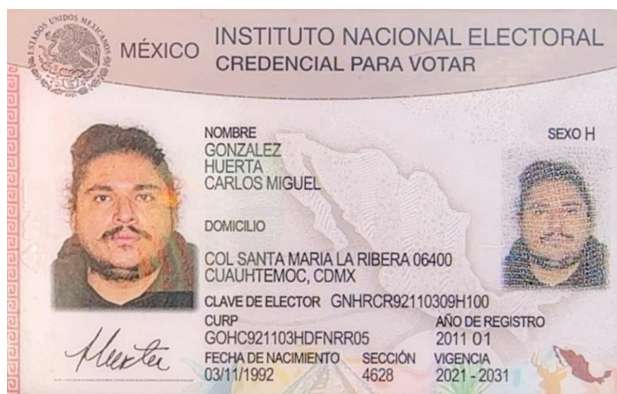 ESTADOS UNIDOS MEXICANOS
MÉXICO
INSTITUTO NACIONAL ELECTORAL
CREDENCIAL PARA VOTAR
NOMBRE
SEXO H
GONZALEZ
HUERTA
CARLOS MIGUEL
DOMICILIO
COL SANTA MARIA LA RIBERA 06400
CUAUHTEMOC, CDMX
CLAVE DE ELECTOR GNHRCR92110309H100
CURP
AÑO DE REGISTRO
GOHC921103HDFNRR05
2011 01
FECHA DE NACIMIENTO SECCIÓN VIGENCIA
03/11/1992 4628 2021 - 2031
Huerta